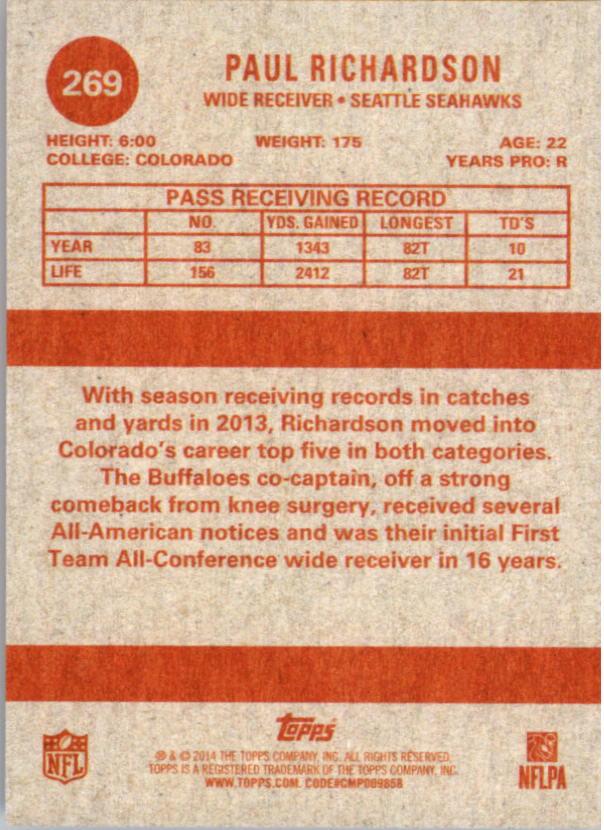 269
PAUL RICHARDSON
WIDE RECEIVER • SEATTLE SEAHAWKS
HEIGHT: 6:00 WEIGHT: 175 AGE: 22
COLLEGE: COLORADO YEARS PRO: R
PASS RECEIVING RECORD
NO. YDS. GAINED LONGEST TD'S
YEAR 83 1343 82T 10
LIFE 156 2412 82T 21
With season receiving records in catches
and yards in 2013, Richardson moved into
Colorado's career top five in both categories.
The Buffaloes co-captain, off a strong
comeback from knee surgery, received several
All-American notices and was their initial First
Team All-Conference wide receiver in 16 years.
topps
® & © 2014 THE TOPPS COMPANY, INC. ALL RIGHTS RESERVED.
TOPPS IS A REGISTERED TRADEMARK OF THE TOPPS COMPANY, INC.
WWW.TOPPS.COM. CODE#CMP009858
NFL
NFLPA